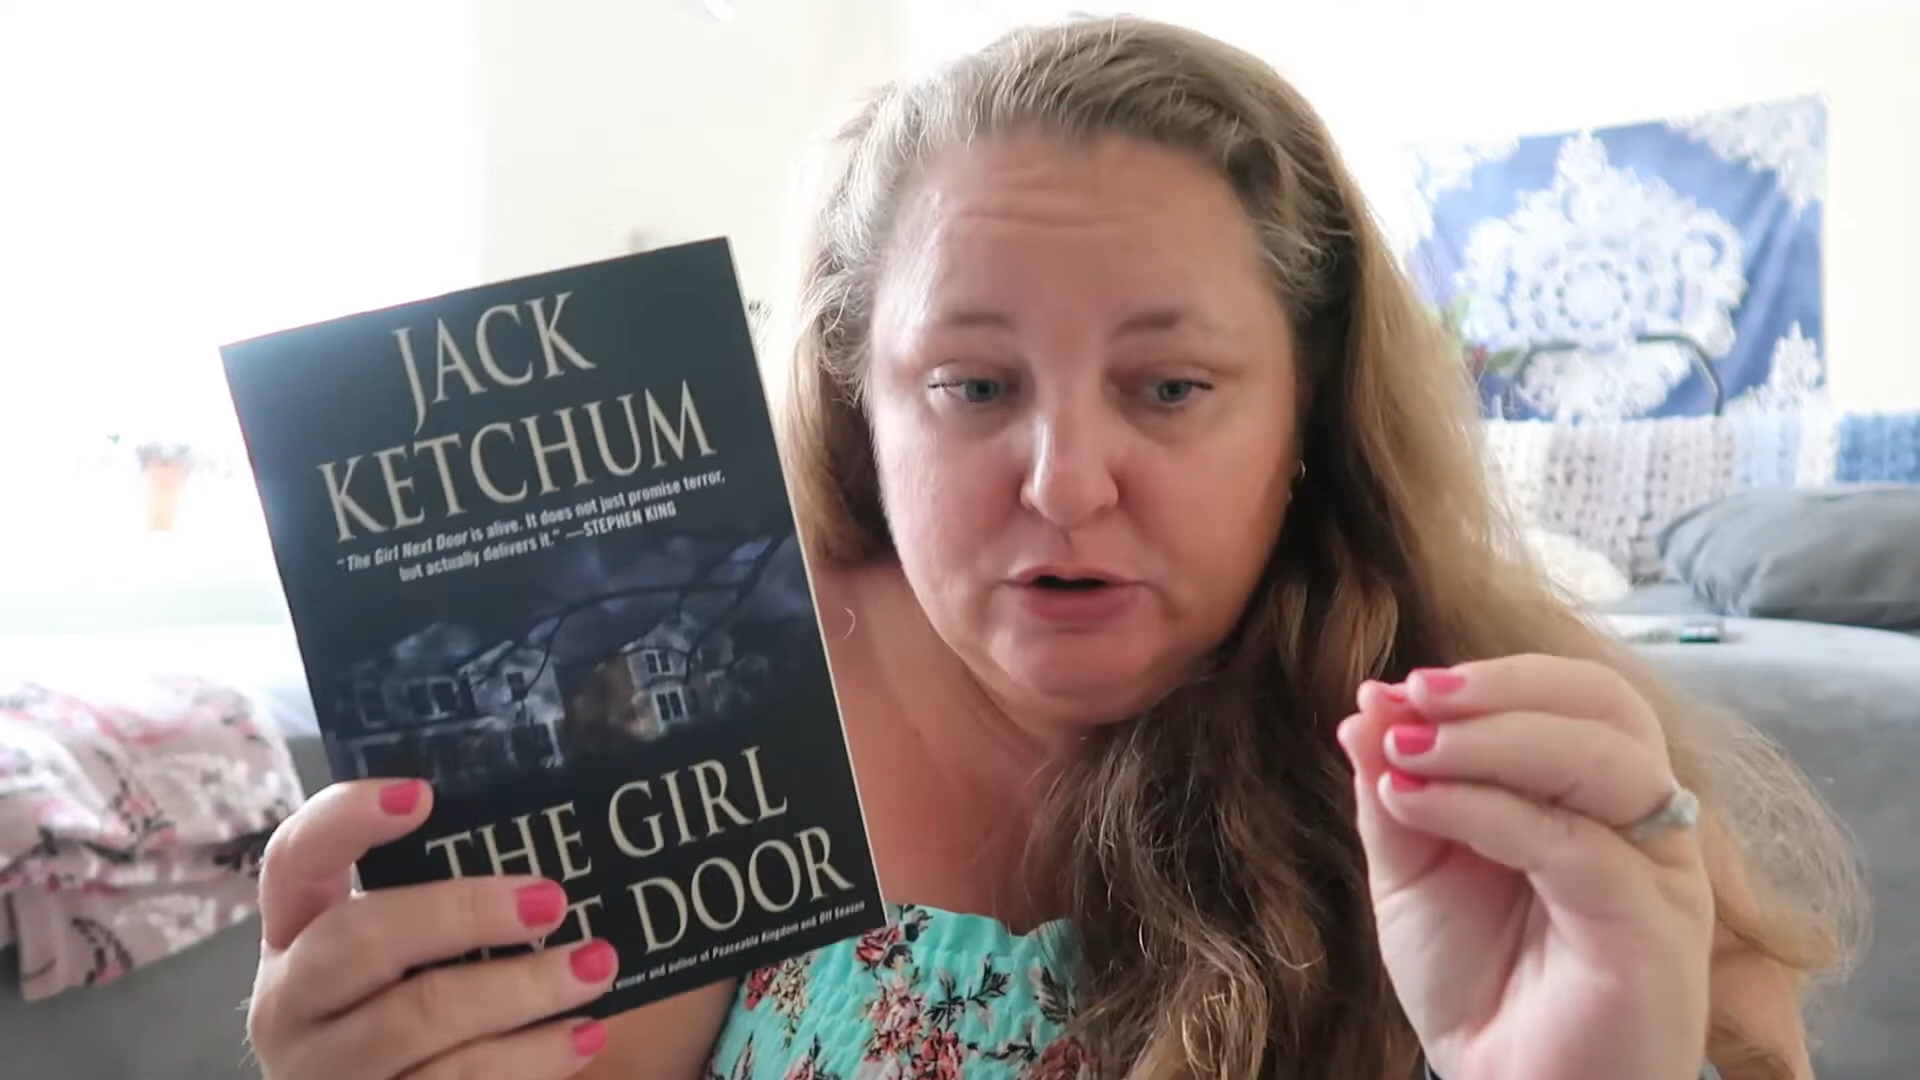 JACK
KETCHUM
"The Girl Next Door is alive. It does not just promise terror,
but actually delivers it." —STEPHEN KING
THE GIRL
DOOR
winner and author of Peaceable Kingdom and Off Season